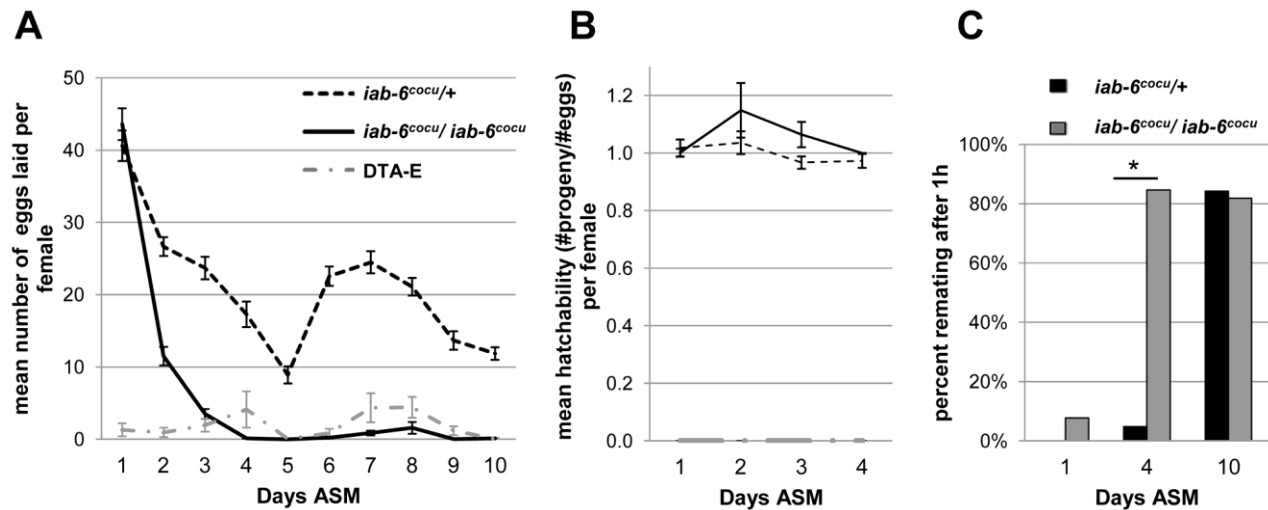 A
mean number of eggs laid per
female
50
40
30
20
10
0
iab-6cocu/+
iab-6cocu/ iab-6cocu
DTA-E
1 2 3 4 5 6 7 8 9 10
Days ASM
B
mean hatchability (#progeny/#eggs)
per female
1.2
1.0
0.8
0.6
0.4
0.2
0.0
1 2 3 4
Days ASM
C
iab-6cocu/+
iab-6cocu/ iab-6cocu
percent remating after 1h
100%
80%
60%
40%
20%
0%
*
1 4 10
Days ASM